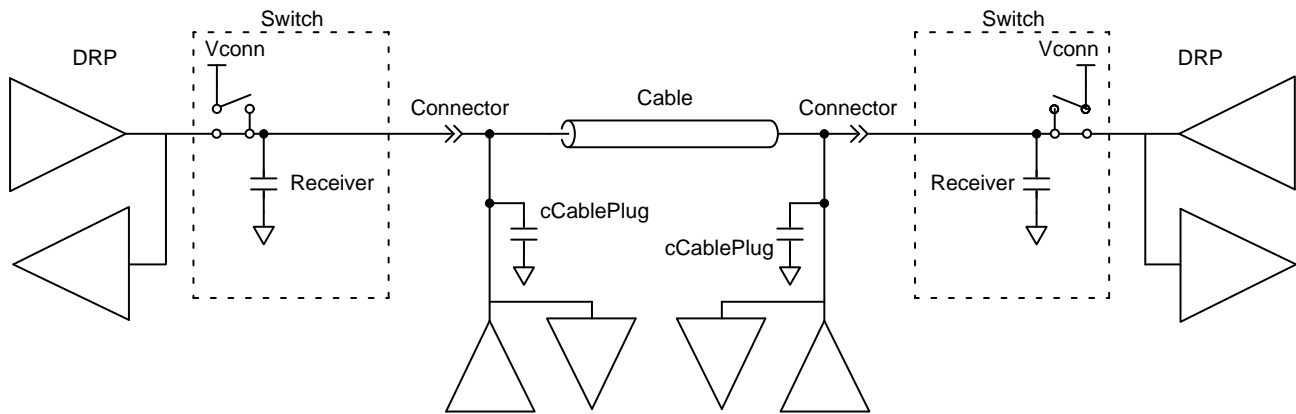 Switch
Switch
Vconn
Vconn
DRP
DRP
Cable
Connector
Connector
Receiver
Receiver
cCablePlug
cCablePlug